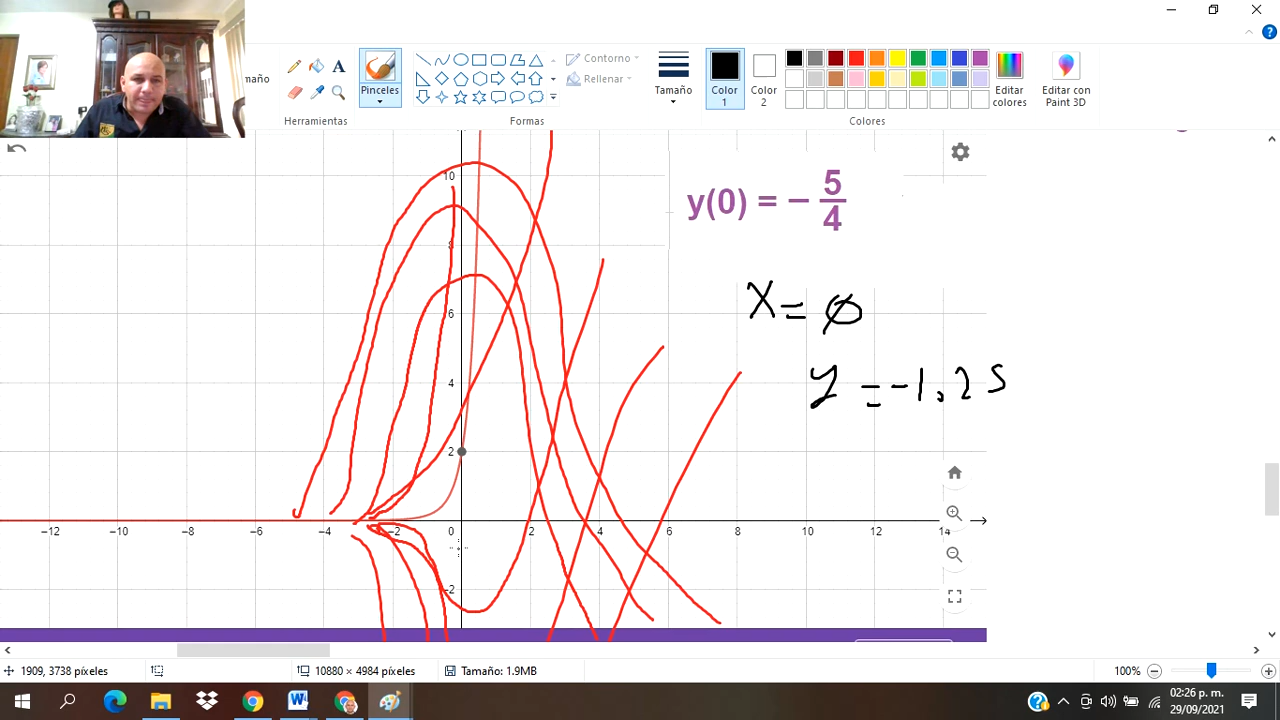 Contorno
Rellenar
maño
Pinceles
Tamaño
Color 1
Color 2
Editar colores
Editar con Paint 3D
Herramientas
Formas
Colores
10
8
6
4
2
-2
-12
-10
-8
-6
-4
-2
0
2
4
6
8
10
12
14
y(0) = - 5/4
X = 0
y = -1.25
1909, 3738 píxeles
10880 × 4984 píxeles
Tamaño: 1.9MB
100%
02:26 p. m.
29/09/2021